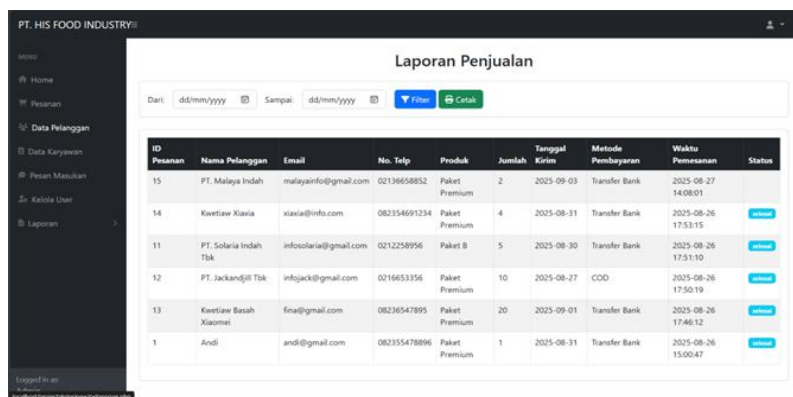 PT. HIS FOOD INDUSTRY
MENU
Home
Pesanan
Data Pelanggan
Data Karyawan
Pesan Masukan
Kelola User
Laporan
Logged in as:
Laporan Penjualan
Dari: dd/mm/yyyy Sampai: dd/mm/yyyy Filter Cetak
ID Pesanan Nama Pelanggan Email No. Telp Produk Jumlah Tanggal Kirim Metode Pembayaran Waktu Pemesanan Status
15 PT. Malaya Indah malayainfo@gmail.com 02136658852 Paket Premium 2 2025-09-03 Transfer Bank 2025-08-27 14:08:01
14 Kwetiaw Xiaxia xiaxia@info.com 082354691234 Paket Premium 4 2025-08-31 Transfer Bank 2025-08-26 17:53:15 selesai
11 PT. Solaria Indah Tbk infosolaria@gmail.com 0212258956 Paket B 5 2025-08-30 Transfer Bank 2025-08-26 17:51:10 selesai
12 PT. Jackandjill Tbk infojack@gmail.com 0216653356 Paket Premium 10 2025-08-27 COD 2025-08-26 17:50:19 selesai
13 Kwetiaw Basah Xiaomei fina@gmail.com 08236547895 Paket Premium 20 2025-09-01 Transfer Bank 2025-08-26 17:46:12 selesai
1 Andi andi@gmail.com 082355478896 Paket Premium 1 2025-08-31 Transfer Bank 2025-08-26 15:00:47 selesai